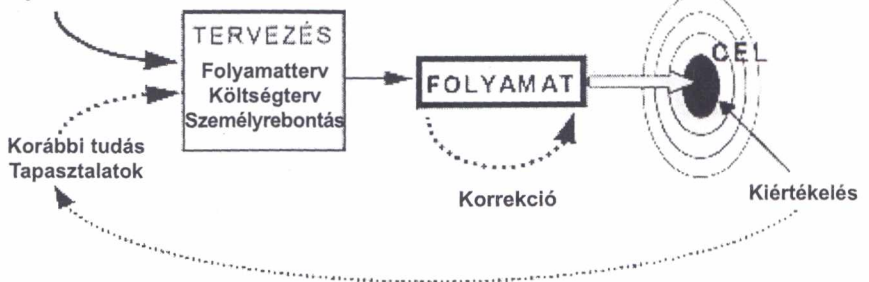 TERVEZÉS
Folyamatterv
Költségterv
Személyrebontás
FOLYAMAT
CÉL
Korábbi tudás
Tapasztalatok
Korrekció
Kiértékelés